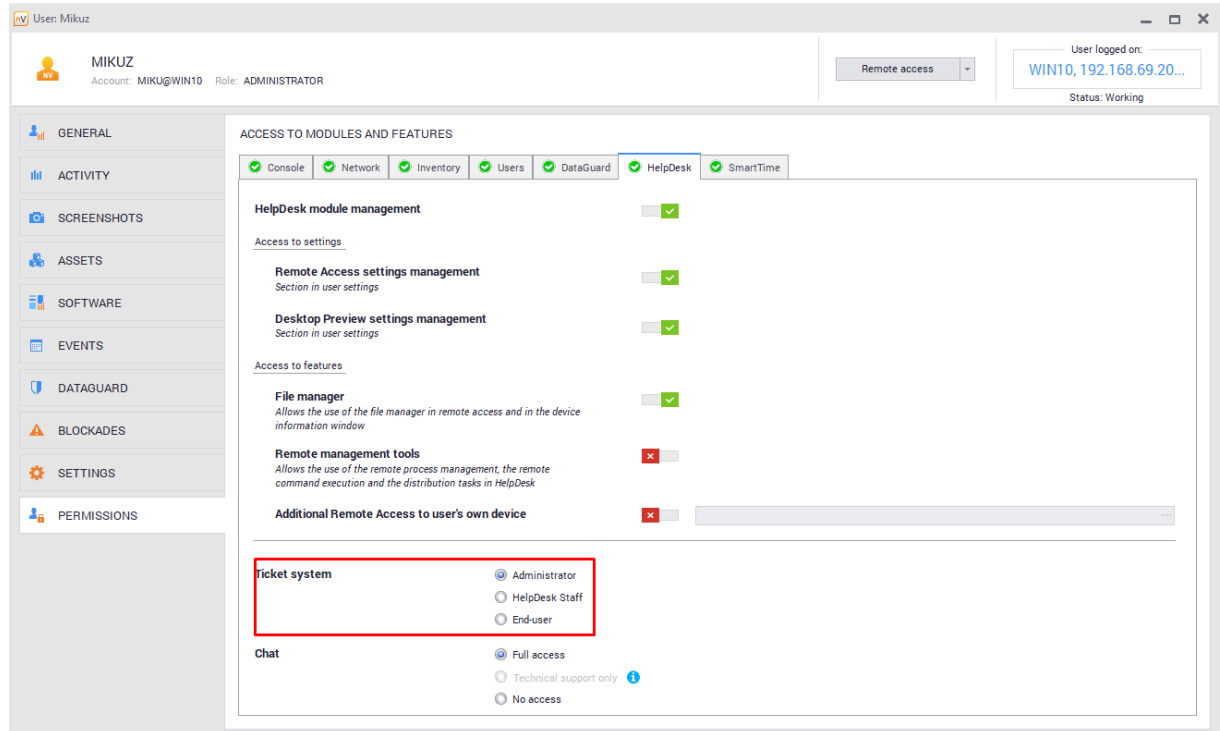 nV User: Mikuz
MIKUZ
Account: MIKU@WIN10 Role: ADMINISTRATOR
NV
Remote access
User logged on:
WIN10, 192.168.69.20...
Status: Working
GENERAL
ACTIVITY
SCREENSHOTS
ASSETS
SOFTWARE
EVENTS
DATAGUARD
BLOCKADES
SETTINGS
PERMISSIONS
ACCESS TO MODULES AND FEATURES
Console Network Inventory Users DataGuard HelpDesk SmartTime
HelpDesk module management
Access to settings
Remote Access settings management
Section in user settings
Desktop Preview settings management
Section in user settings
Access to features
File manager
Allows the use of the file manager in remote access and in the device
information window
Remote management tools
Allows the use of the remote process management, the remote
command execution and the distribution tasks in HelpDesk
Additional Remote Access to user's own device
...
Ticket system
Administrator
HelpDesk Staff
End-user
Chat
Full access
Technical support only
No access